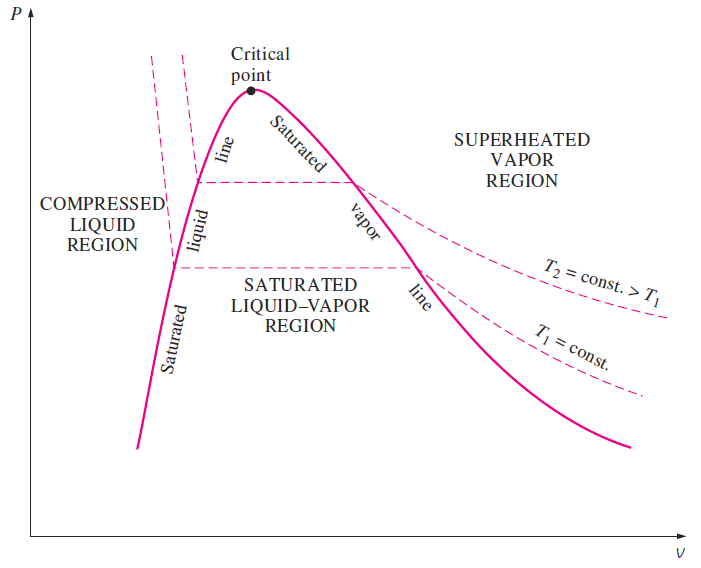 P
Critical
point
Saturated
line
SUPERHEATED
VAPOR
REGION
COMPRESSED
LIQUID
REGION
liquid
vapor
T₂ = const. > T₁
SATURATED
LIQUID–VAPOR
REGION
line
Saturated
T₁ = const.
v